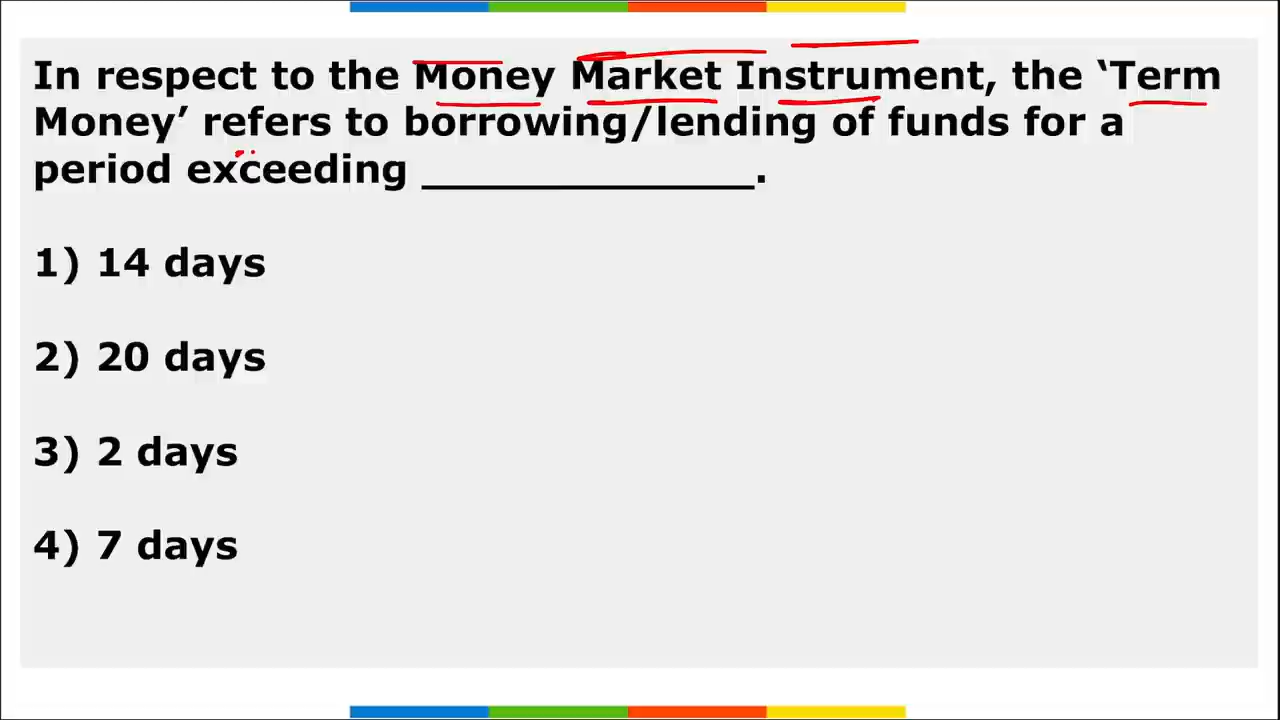 In respect to the Money Market Instrument, the ‘Term
Money’ refers to borrowing/lending of funds for a
period exceeding ______________.
1) 14 days
2) 20 days
3) 2 days
4) 7 days